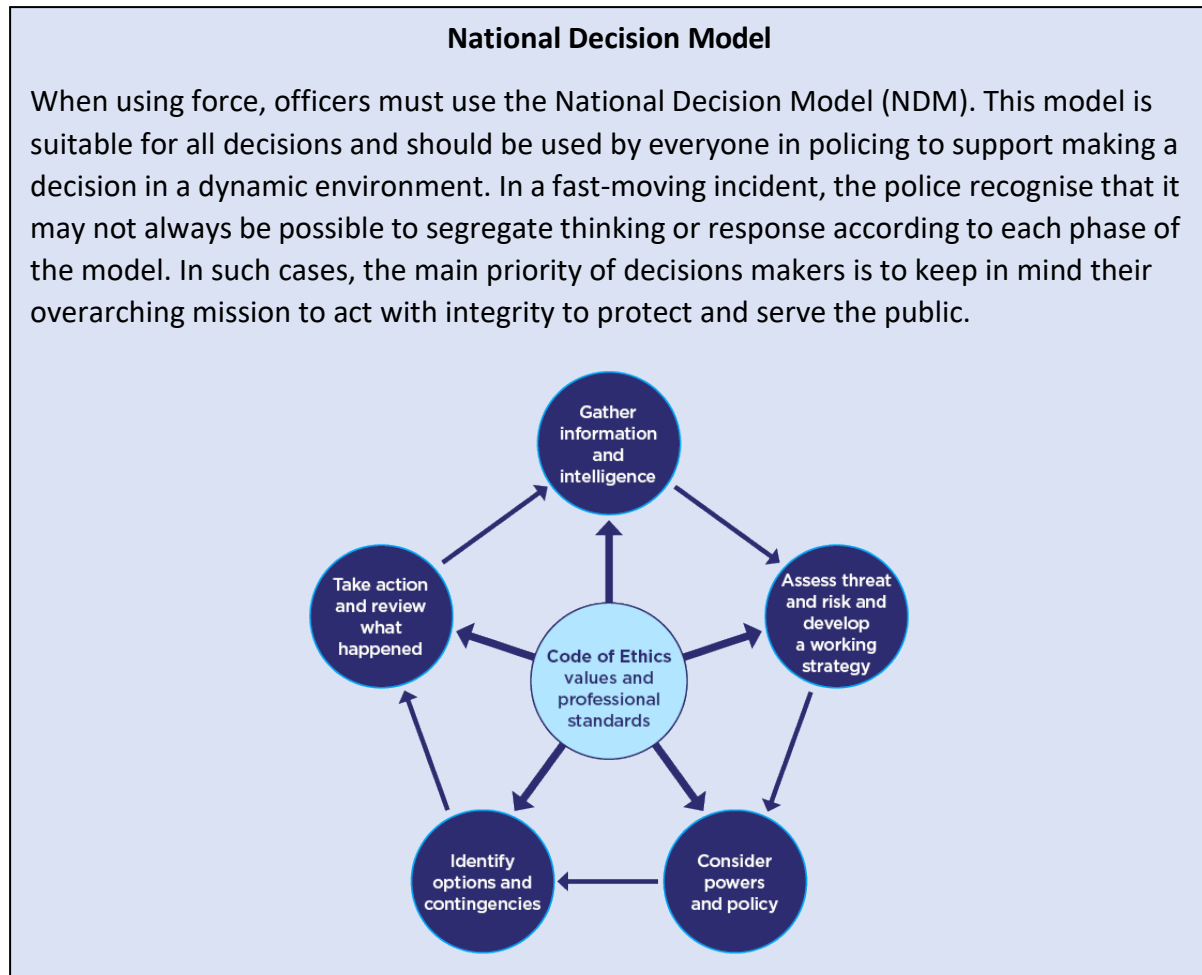 National Decision Model
When using force, officers must use the National Decision Model (NDM). This model is
suitable for all decisions and should be used by everyone in policing to support making a
decision in a dynamic environment. In a fast-moving incident, the police recognise that it
may not always be possible to segregate thinking or response according to each phase of
the model. In such cases, the main priority of decisions makers is to keep in mind their
overarching mission to act with integrity to protect and serve the public.
Gather
information
and
intelligence
Assess threat
and risk and
develop
a working
strategy
Consider
powers
and policy
Identify
options and
contingencies
Take action
and review
what
happened
Code of Ethics
values and
professional
standards